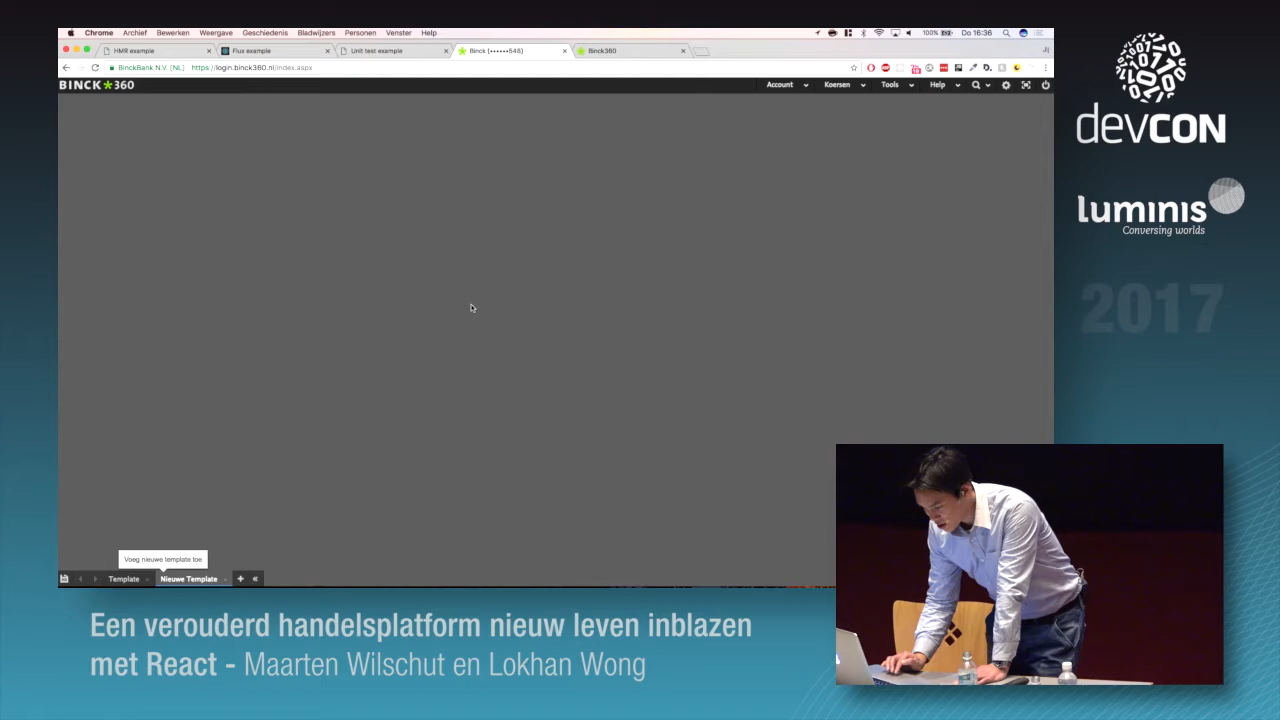 Chrome Archief Bewerken Weergave Geschiedenis Bladwijzers Personen Venster Help
100% Do 16:36
HMR example
Flux example
Unit test example
Binck [••••••548]
Binck360
BinckBank N.V. [NL] https://login.binck360.nl/index.aspx
BINCK 360
Account Koersen Tools Help
Voeg nieuwe template toe
Template Nieuwe Template + «
devCON
luminis
Conversing worlds
2017
Een verouderd handelsplatform nieuw leven inblazen
met React - Maarten Wilschut en Lokhan Wong